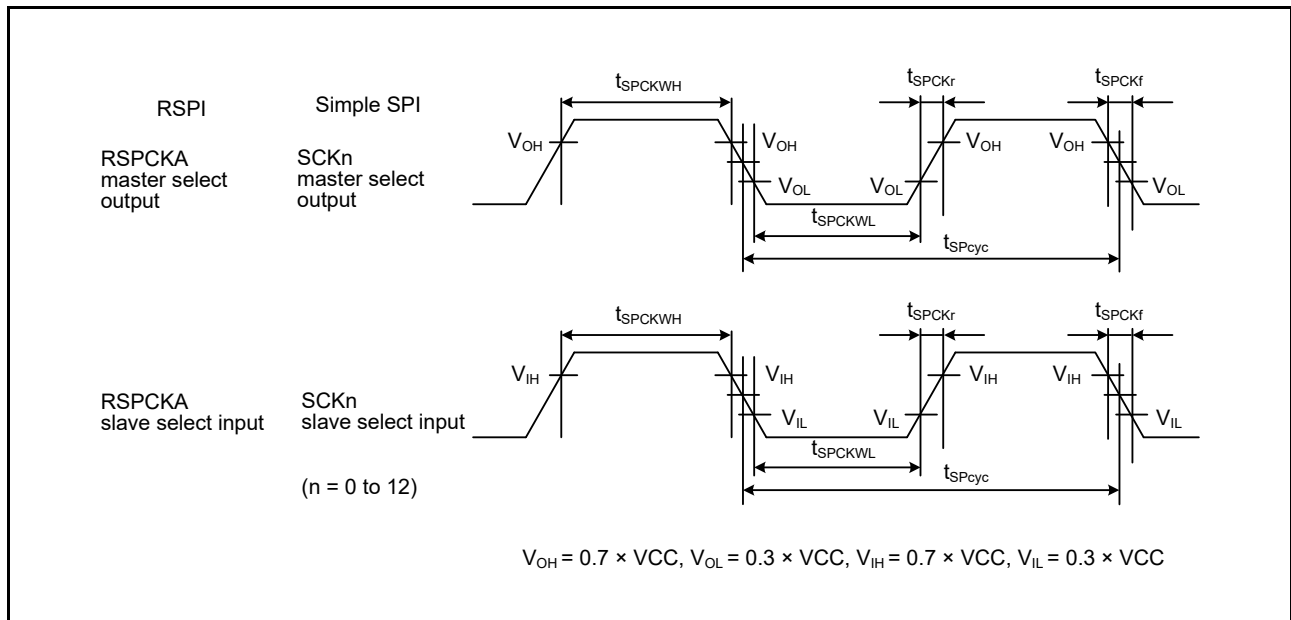 RSPI
Simple SPI
RSPCKA
master select
output
SCKn
master select
output
tSPCKWH
tSPCKr
tSPCKf
VOH
VOH
VOH
VOH
VOL
VOL
VOL
tSPCKWL
tSPcyc
RSPCKA
slave select input
SCKn
slave select input
(n = 0 to 12)
tSPCKWH
tSPCKr
tSPCKf
VIH
VIH
VIH
VIH
VIL
VIL
VIL
tSPCKWL
tSPcyc
VOH = 0.7 × VCC, VOL = 0.3 × VCC, VIH = 0.7 × VCC, VIL = 0.3 × VCC